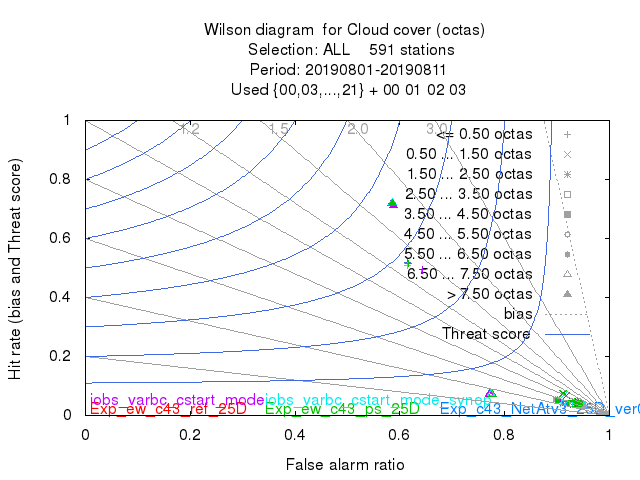 Wilson diagram for Cloud cover (octas)
Selection: ALL 591 stations
Period: 20190801-20190811
Used {00,03,...,21} + 00 01 02 03
1.2 1.5 2.0 3.0
<= 0.50 octas
0.50 ... 1.50 octas
1.50 ... 2.50 octas
2.50 ... 3.50 octas
3.50 ... 4.50 octas
4.50 ... 5.50 octas
5.50 ... 6.50 octas
6.50 ... 7.50 octas
> 7.50 octas
bias
Threat score
Hit rate (bias and Threat score)
1
0.8
0.6
0.4
0.2
0
jobs_varbc_cstart_mode jobs_varbc_cstart_mode_synop
Exp_ew_c43_ref_25D Exp_ew_c43_ps_25D Exp_c43_NetAtv3_25D_ver0
0 0.2 0.4 0.6 0.8 1
False alarm ratio